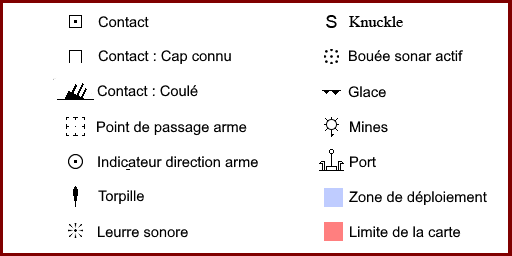 Contact
Contact : Cap connu
Contact : Coulé
Point de passage arme
Indicateur direction arme
Torpille
Leurre sonore
S Knuckle
Bouée sonar actif
Glace
Mines
Port
Zone de déploiement
Limite de la carte